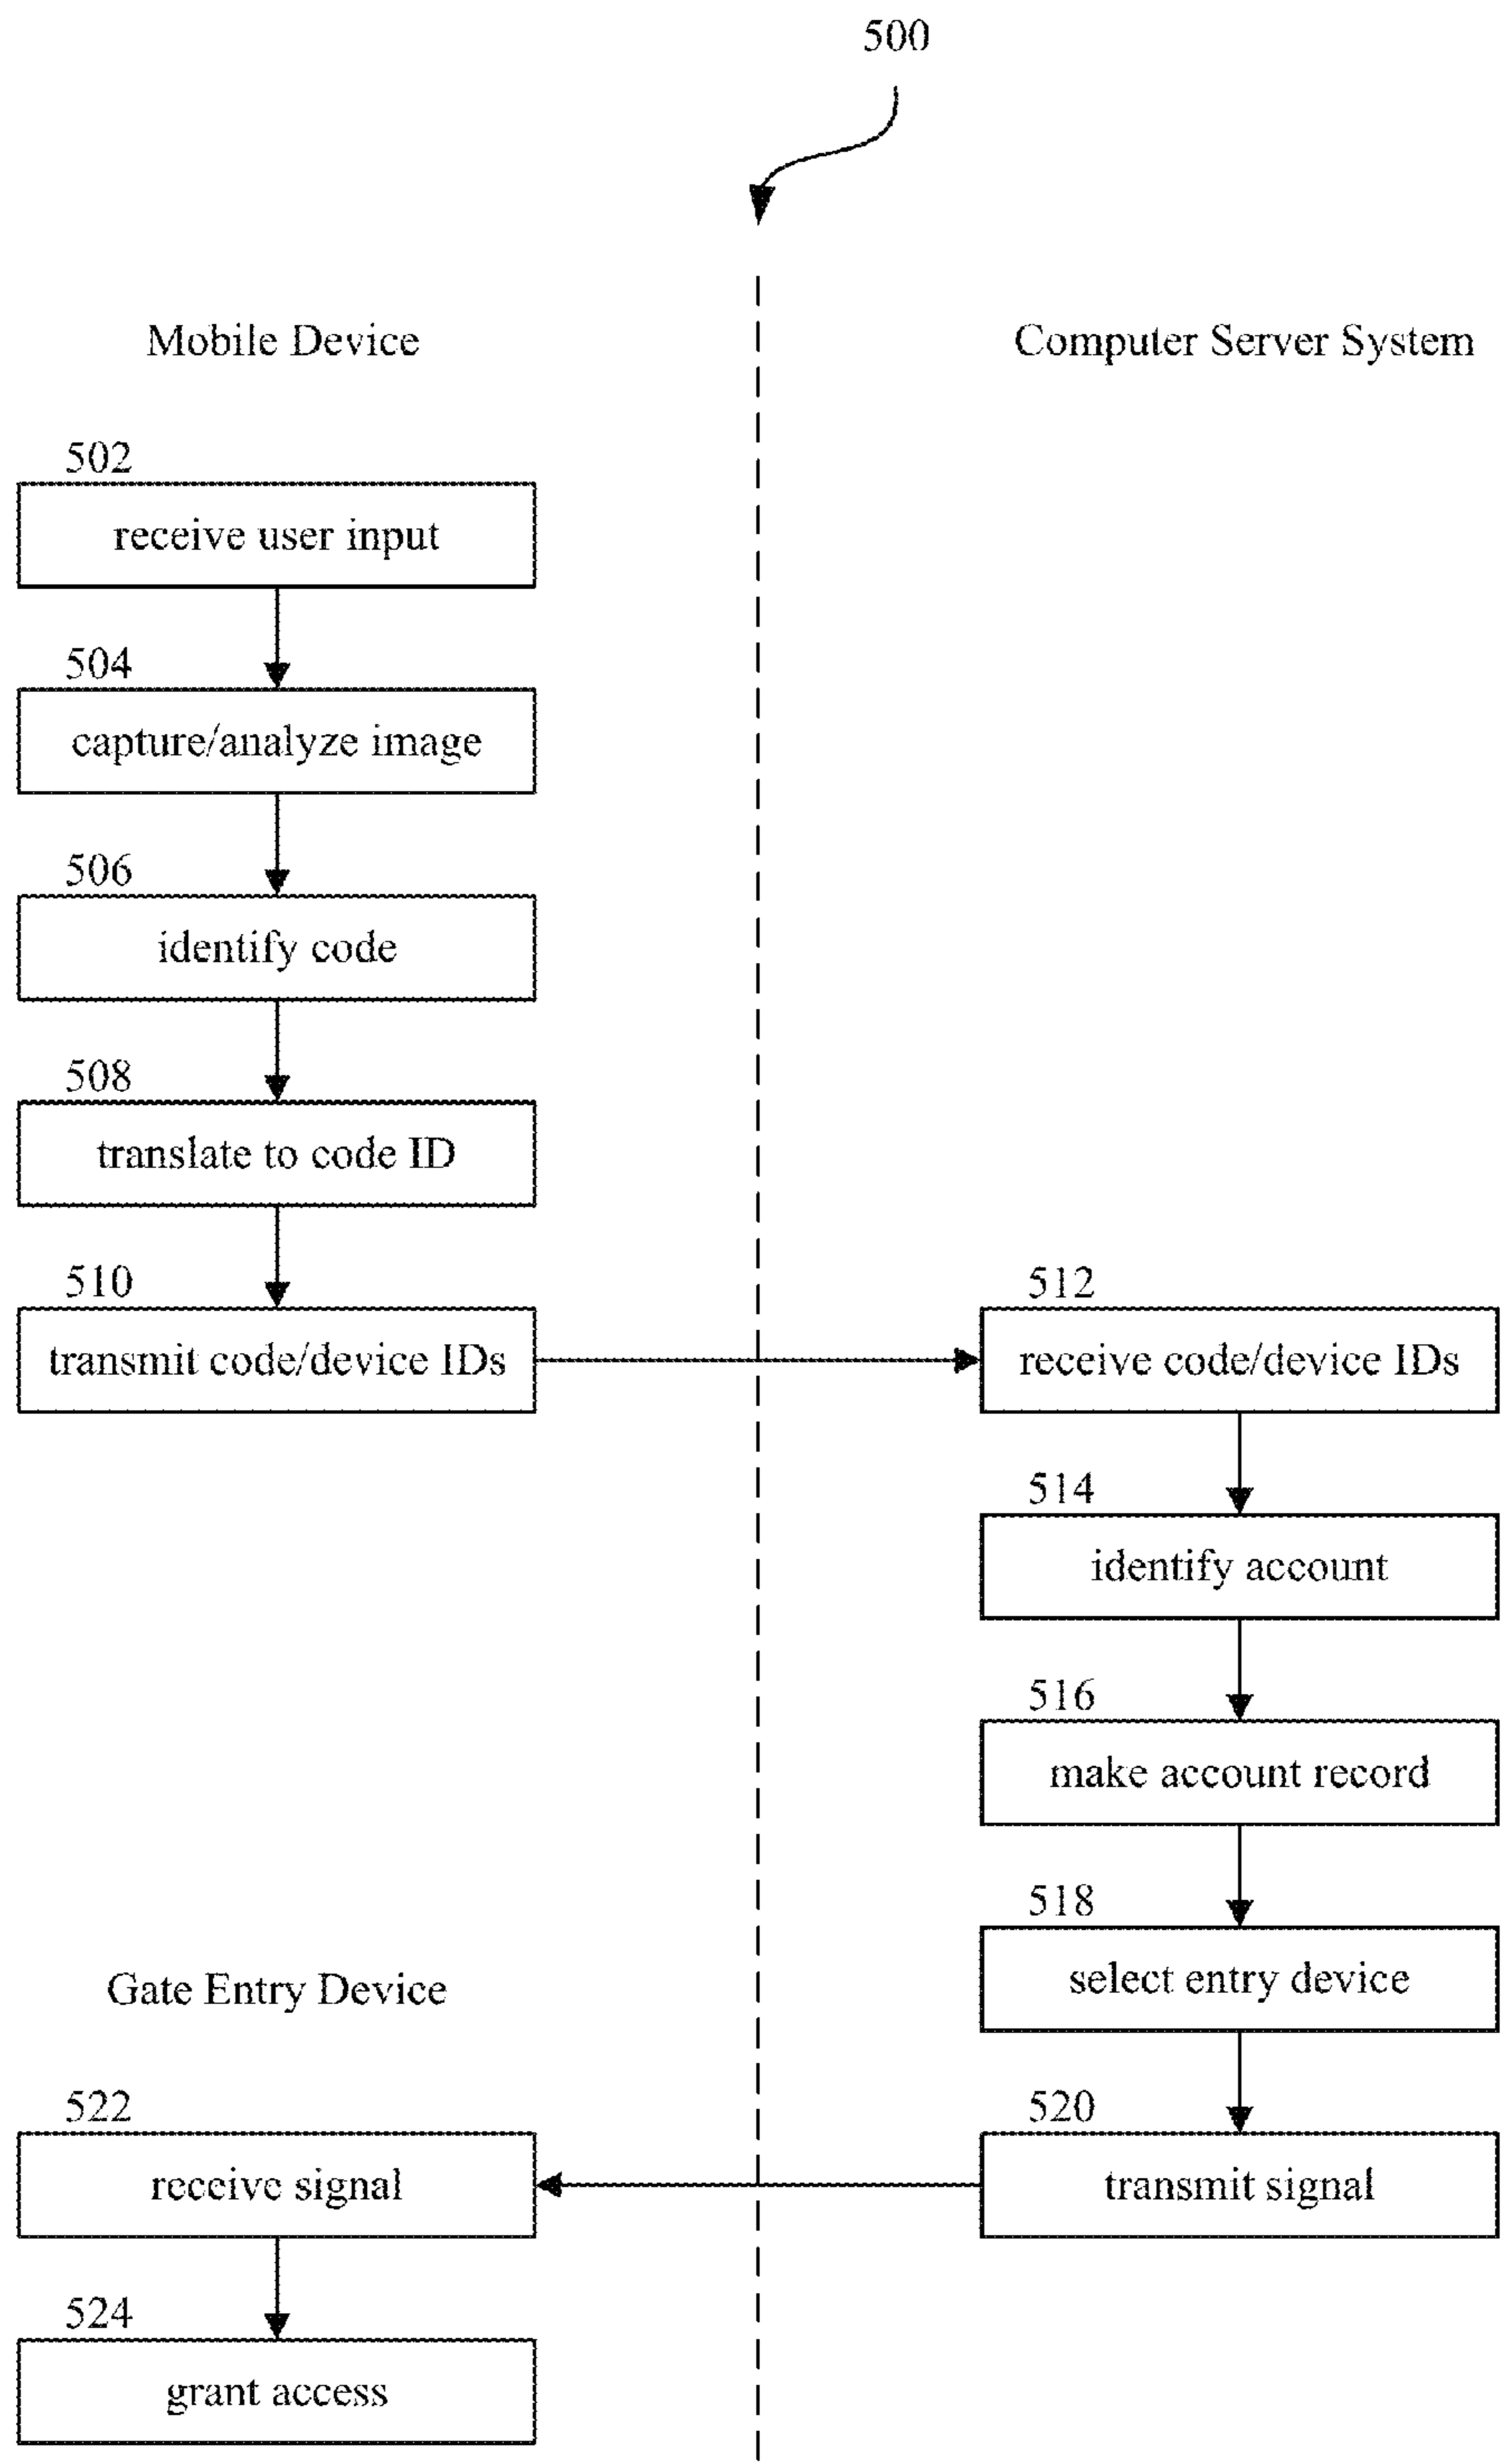 500
Mobile Device
Computer Server System
502
receive user input
504
capture/analyze image
506
identify code
508
translate to code ID
510
transmit code/device IDs
512
receive code/device IDs
514
identify account
516
make account record
518
select entry device
520
transmit signal
Gate Entry Device
522
receive signal
524
grant access